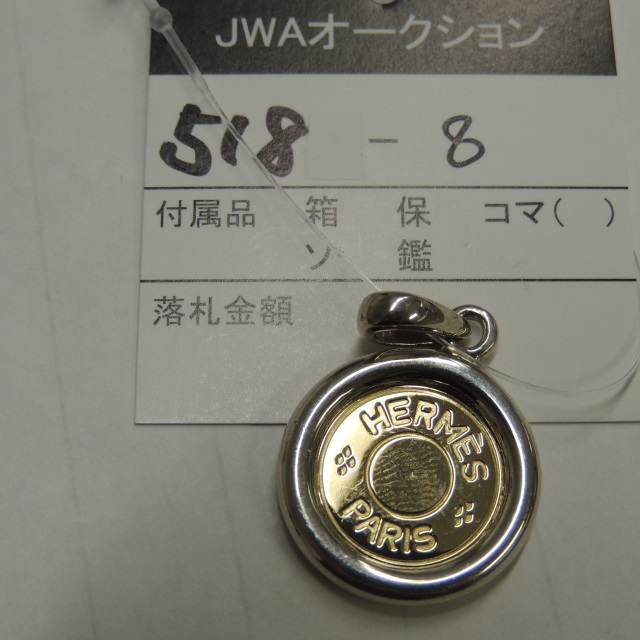 JWAオークション
518 - 8
付属品 箱 保 コマ( )
ソ 鑑
落札金額
HERMÈS
PARIS